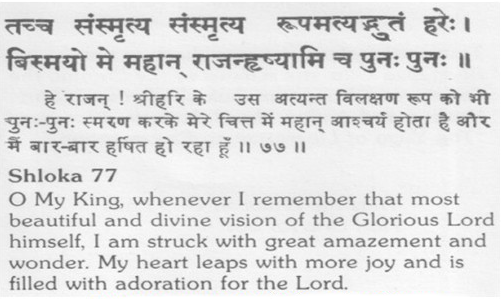 तच्च संस्मृत्य संस्मृत्य रूपमत्यद्भुतं हरेः।
बिस्मयो मे महान् राजन्हृष्यामि च पुनः पुनः ॥
हे राजन् ! श्रीहरि के उस अत्यन्त विलक्षण रूप को भी
पुनः-पुनः स्मरण करके मेरे चित्त में महान् आश्चर्य होता है और
मैं बार-बार हर्षित हो रहा हूँ ॥ ७७ ॥
Shloka 77
O My King, whenever I remember that most
beautiful and divine vision of the Glorious Lord
himself, I am struck with great amazement and
wonder. My heart leaps with more joy and is
filled with adoration for the Lord.